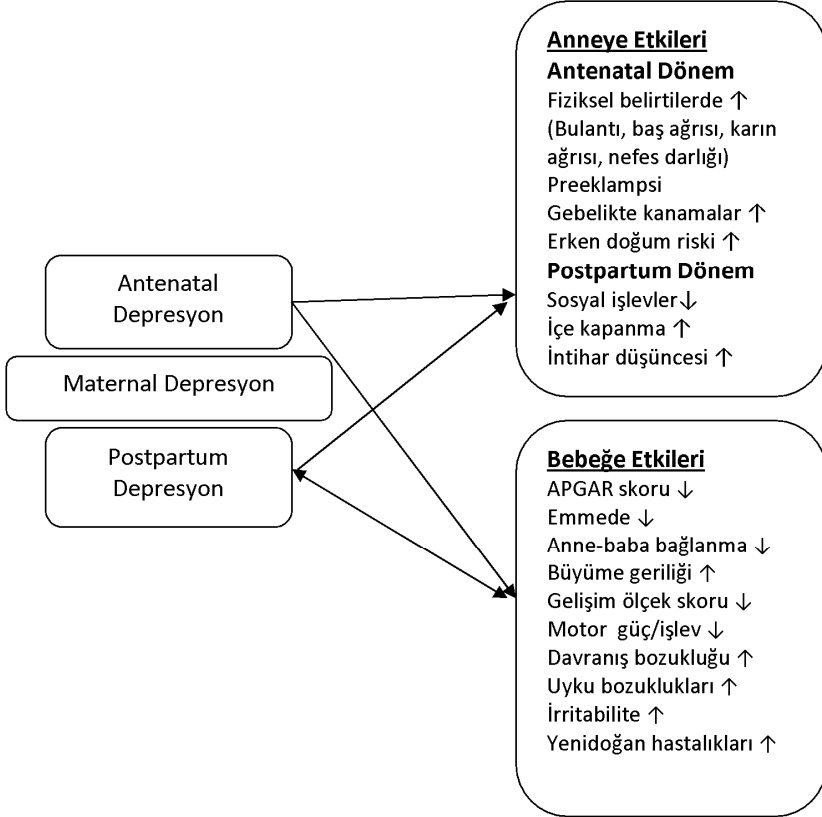 Antenatal
Depresyon
Maternal Depresyon
Postpartum
Depresyon
Anneye Etkileri
Antenatal Dönem
Fiziksel belirtilerde ↑
(Bulantı, baş ağrısı, karın
ağrısı, nefes darlığı)
Preeklampsi
Gebelikte kanamalar ↑
Erken doğum riski ↑
Postpartum Dönem
Sosyal işlevler↓
İçe kapanma ↑
İntihar düşüncesi ↑
Bebeğe Etkileri
APGAR skoru ↓
Emmede ↓
Anne-baba bağlanma ↓
Büyüme geriliği ↑
Gelişim ölçek skoru ↓
Motor güç/işlev ↓
Davranış bozukluğu ↑
Uyku bozuklukları ↑
İrritabilite ↑
Yenidoğan hastalıkları ↑